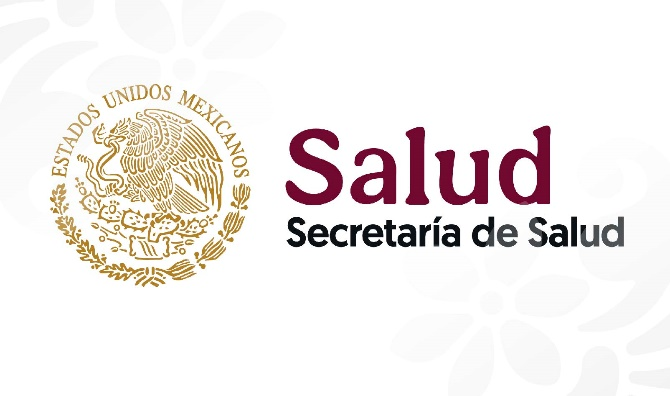 ESTADOS UNIDOS MEXICANOS
Salud
Secretaría de Salud